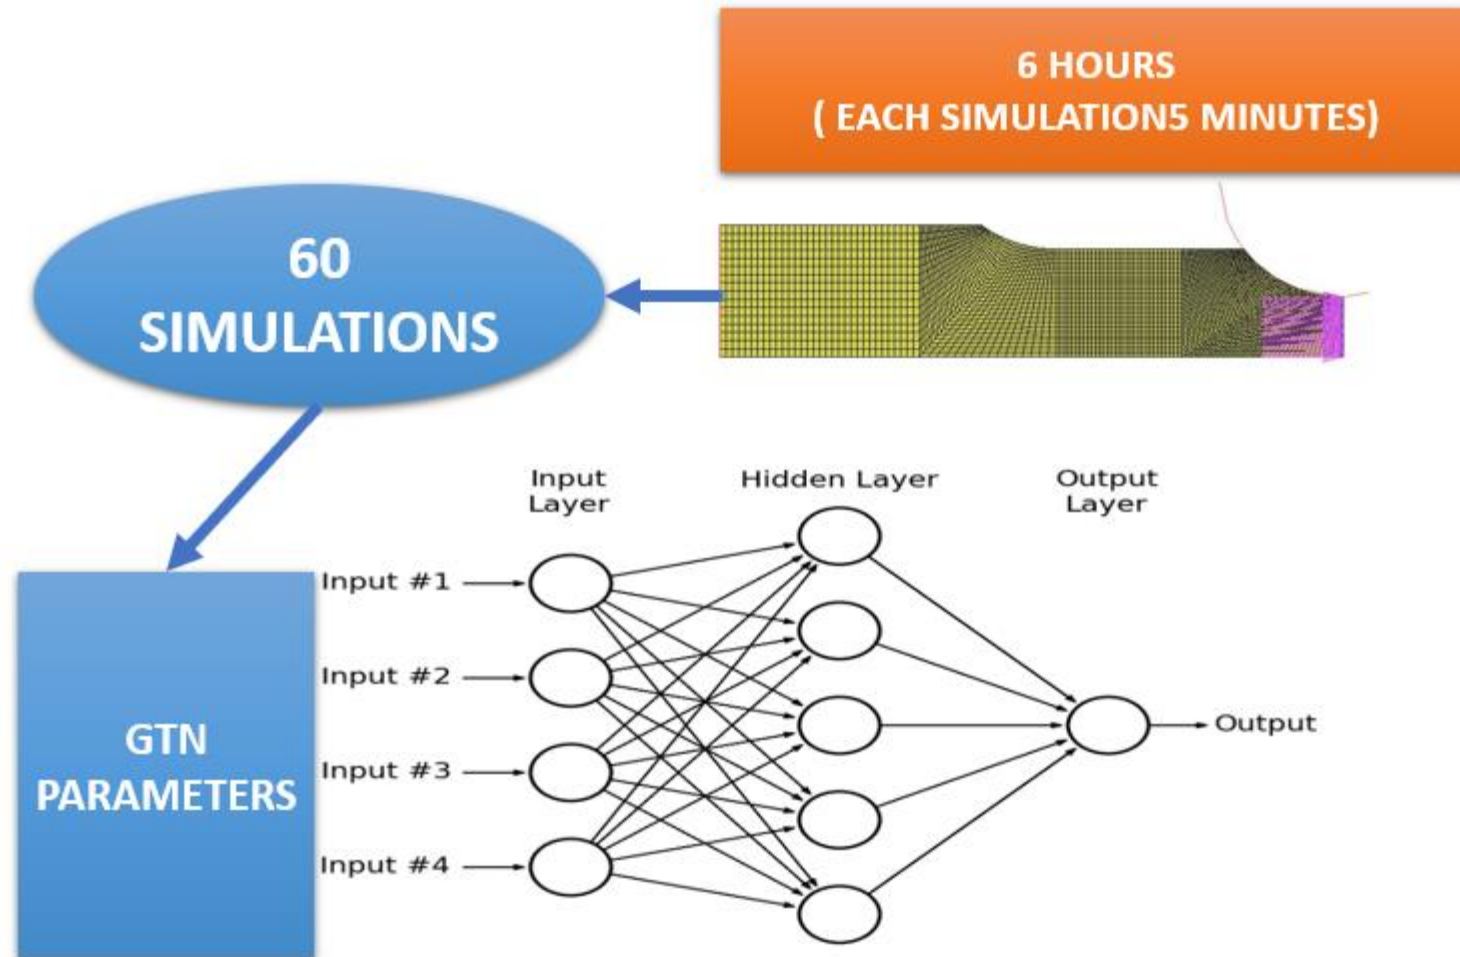 6 HOURS
( EACH SIMULATION5 MINUTES)
60
SIMULATIONS
Input
Layer
Hidden Layer
Output
Layer
Input #1
Input #2
Input #3
Input #4
Output
GTN
PARAMETERS